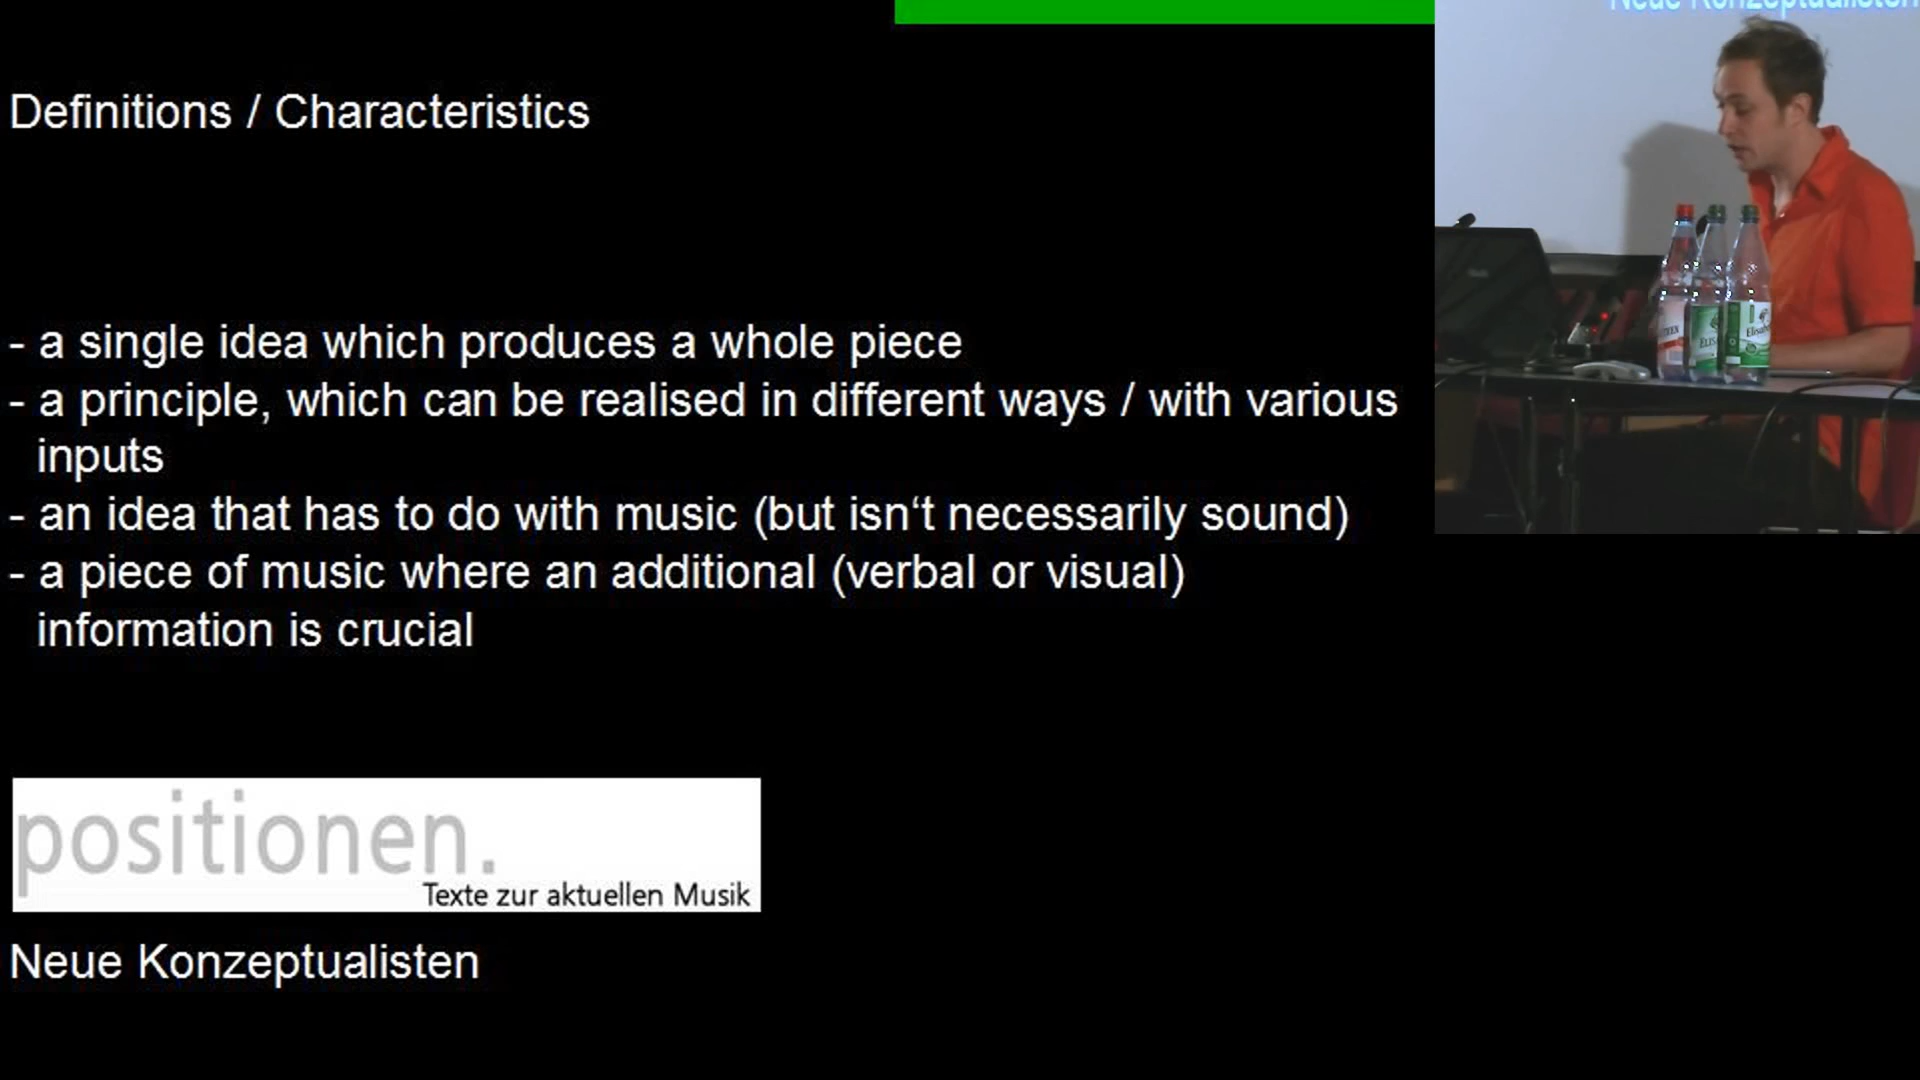 Neue Konzeptualisten
Definitions / Characteristics
- a single idea which produces a whole piece
- a principle, which can be realised in different ways / with various
inputs
- an idea that has to do with music (but isn‘t necessarily sound)
- a piece of music where an additional (verbal or visual)
information is crucial
positionen.
Texte zur aktuellen Musik
Neue Konzeptualisten